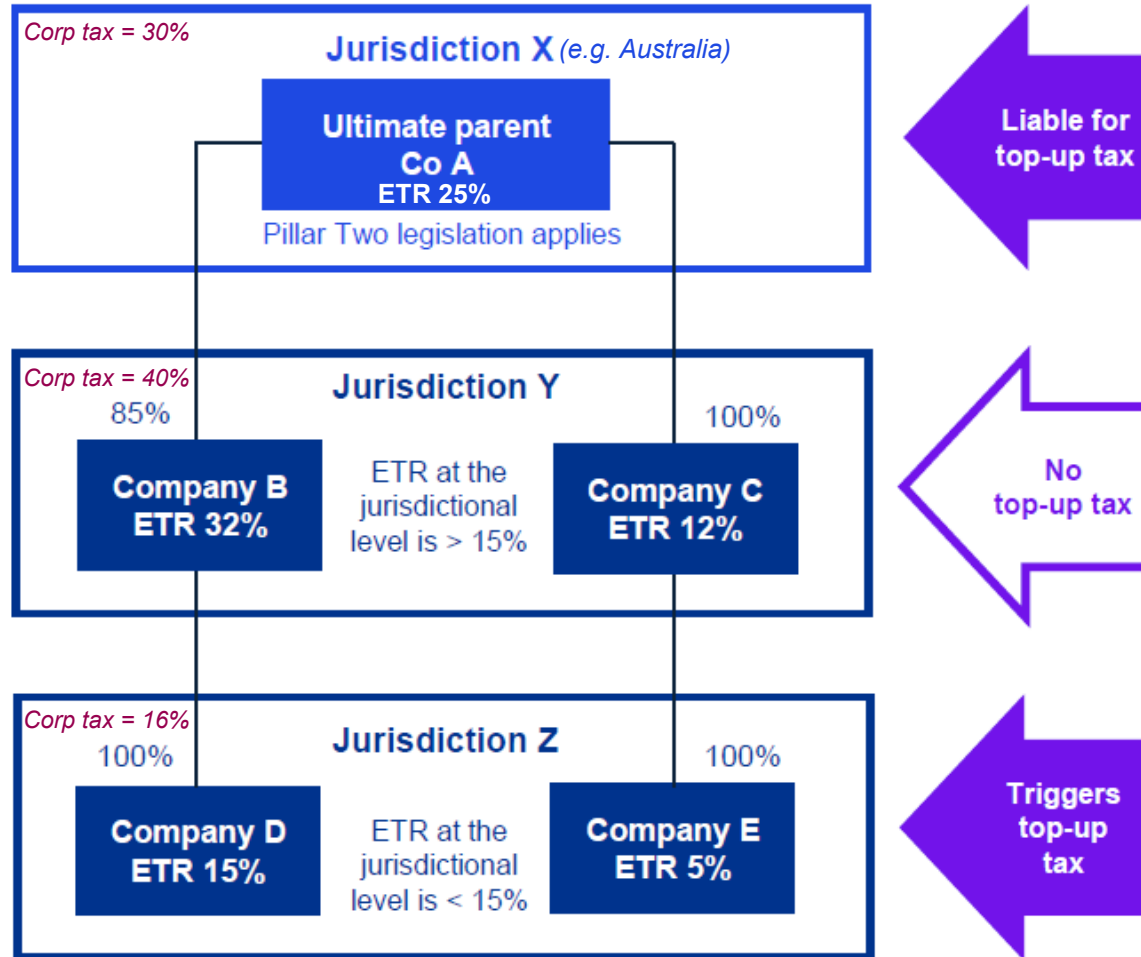 Corp tax = 30%
Jurisdiction X (e.g. Australia)
Ultimate parent
Co A
ETR 25%
Pillar Two legislation applies
Liable for
top-up tax
Corp tax = 40%
Jurisdiction Y
85%
100%
Company B
ETR 32%
ETR at the
jurisdictional
level is > 15%
Company C
ETR 12%
No
top-up tax
Corp tax = 16%
Jurisdiction Z
100%
100%
Company D
ETR 15%
ETR at the
jurisdictional
level is < 15%
Company E
ETR 5%
Triggers
top-up
tax